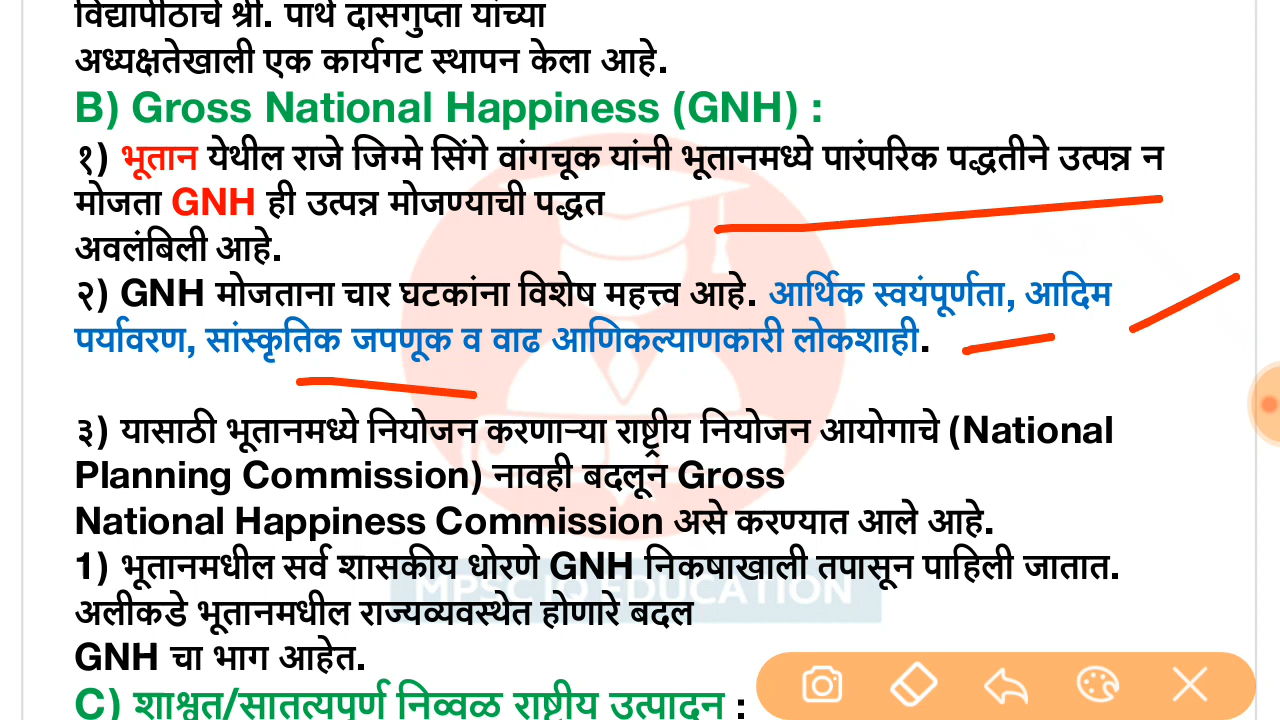 विद्यापीठाचे श्री. पार्थ दासगुप्ता यांच्या
अध्यक्षतेखाली एक कार्यगट स्थापन केला आहे.
B) Gross National Happiness (GNH) :
१) भूतान येथील राजे जिग्मे सिंगे वांगचूक यांनी भूतानमध्ये पारंपरिक पद्धतीने उत्पन्न न
मोजता GNH ही उत्पन्न मोजण्याची पद्धत
अवलंबिली आहे.
२) GNH मोजताना चार घटकांना विशेष महत्त्व आहे. आर्थिक स्वयंपूर्णता, आदिम
पर्यावरण, सांस्कृतिक जपणूक व वाढ आणिकल्याणकारी लोकशाही.
३) यासाठी भूतानमध्ये नियोजन करणाऱ्या राष्ट्रीय नियोजन आयोगाचे (National
Planning Commission) नावही बदलून Gross
National Happiness Commission असे करण्यात आले आहे.
1) भूतानमधील सर्व शासकीय धोरणे GNH निकषाखाली तपासून पाहिली जातात.
MPSC IQ EDUCATION
अलीकडे भूतानमधील राज्यव्यवस्थेत होणारे बदल
GNH चा भाग आहेत.
C) शाश्वत/सातत्यपूर्ण निव्वळ राष्ट्रीय उत्पादन :